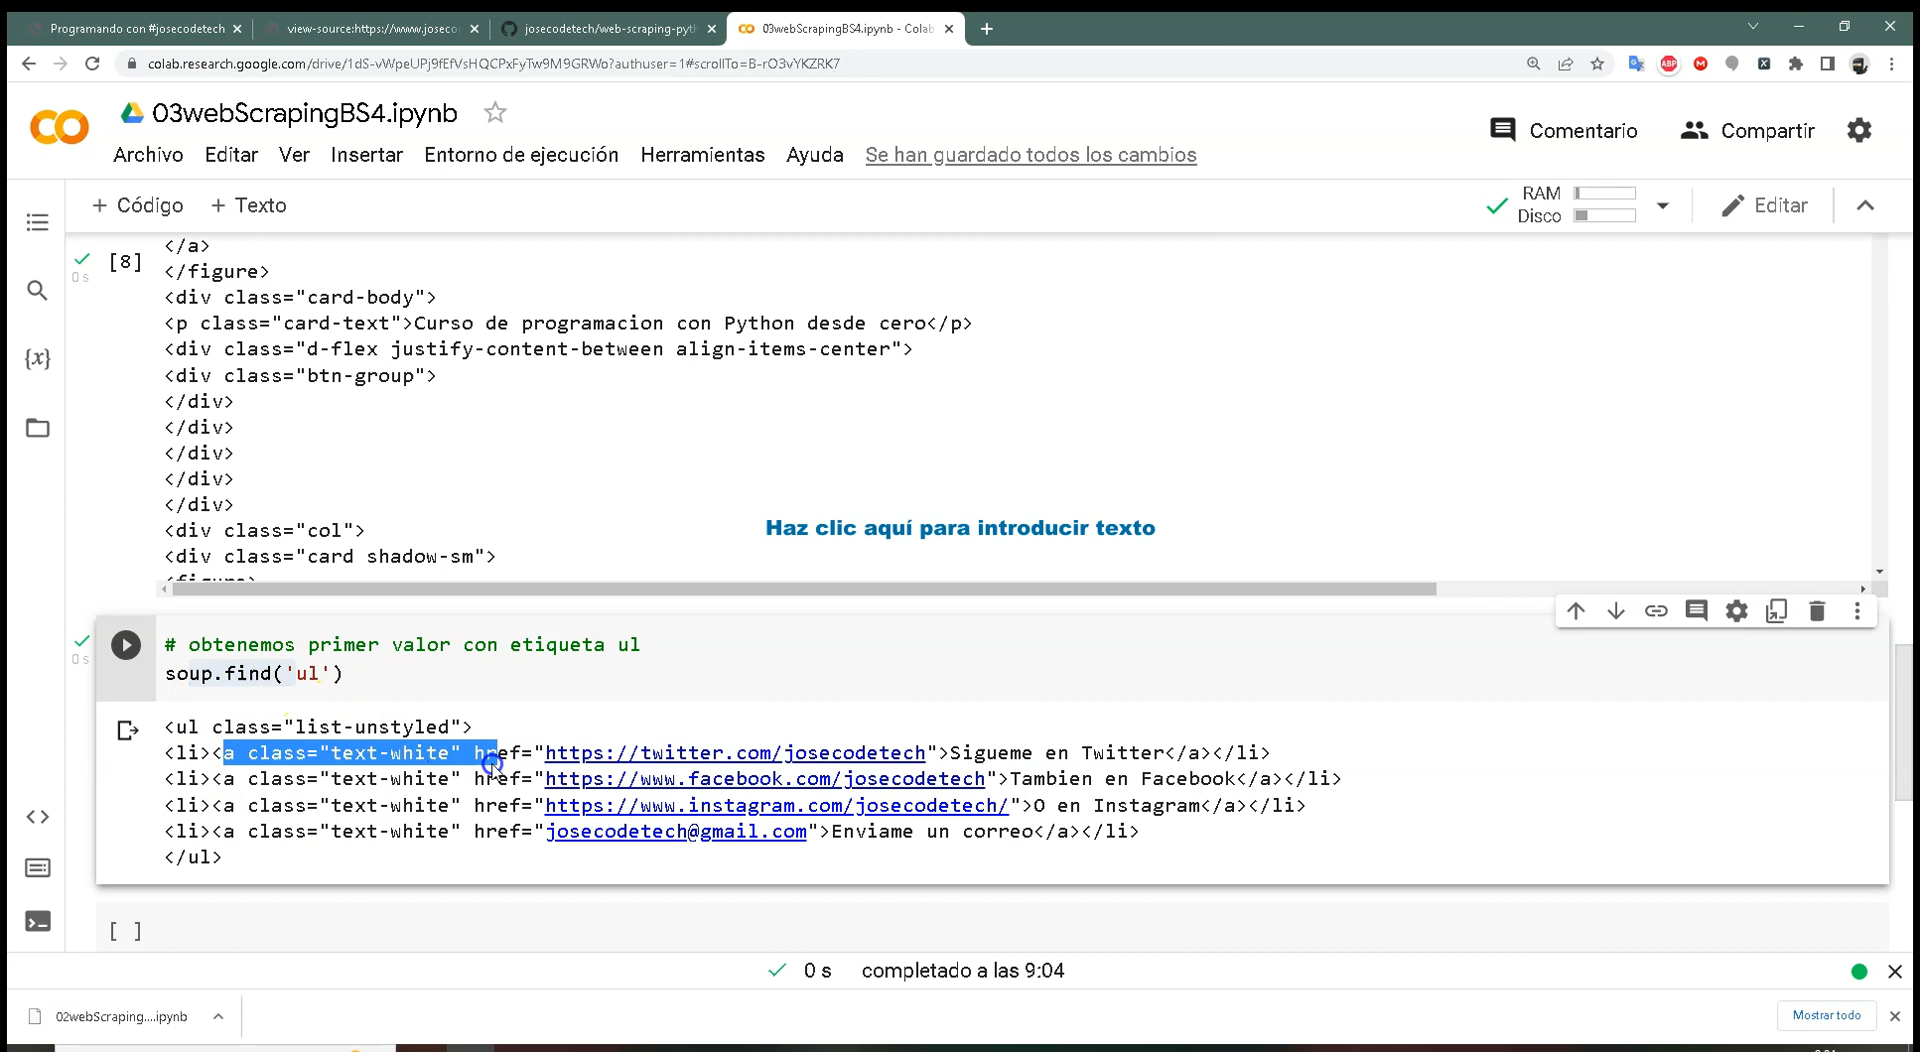 Programando con #josecodetech
view-source:https://www.joseco
josecodetech/web-scraping-pyth
03webScrapingBS4.ipynb - Colab
colab.research.google.com/drive/1dS-vWpeUPj9fEfVsHQCPxFyTw9M9GRWo?authuser=1#scrollTo=B-rO3vYKZRK7
03webScrapingBS4.ipynb
Comentario
Compartir
Archivo Editar Ver Insertar Entorno de ejecución Herramientas Ayuda Se han guardado todos los cambios
+ Código + Texto
RAM
Disco
Editar
[8]
0 s
</a>
</figure>
<div class="card-body">
<p class="card-text">Curso de programacion con Python desde cero</p>
<div class="d-flex justify-content-between align-items-center">
<div class="btn-group">
</div>
</div>
</div>
</div>
</div>
<div class="col">
<div class="card shadow-sm">
<figure>
Haz clic aquí para introducir texto
0 s
# obtenemos primer valor con etiqueta ul
soup.find('ul')
<ul class="list-unstyled">
<li><a class="text-white" href="https://twitter.com/josecodetech">Sigueme en Twitter</a></li>
<li><a class="text-white" href="https://www.facebook.com/josecodetech">Tambien en Facebook</a></li>
<li><a class="text-white" href="https://www.instagram.com/josecodetech/">O en Instagram</a></li>
<li><a class="text-white" href="josecodetech@gmail.com">Enviame un correo</a></li>
</ul>
[ ]
0 s completado a las 9:04
02webScraping....ipynb
Mostrar todo